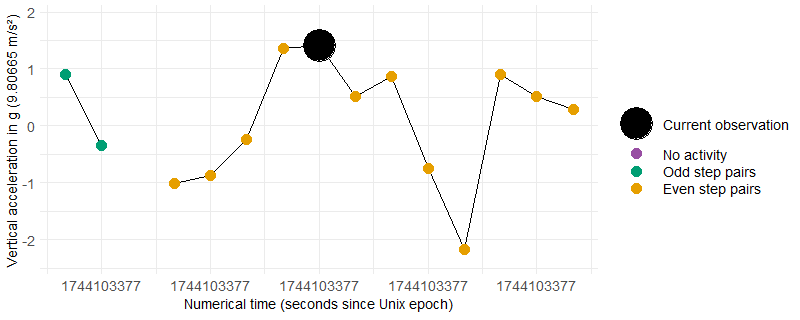 Vertical acceleration in g (9.80665 m/s²)
2
1
0
-1
-2
1744103377 1744103377 1744103377 1744103377 1744103377
Numerical time (seconds since Unix epoch)
Current observation
No activity
Odd step pairs
Even step pairs